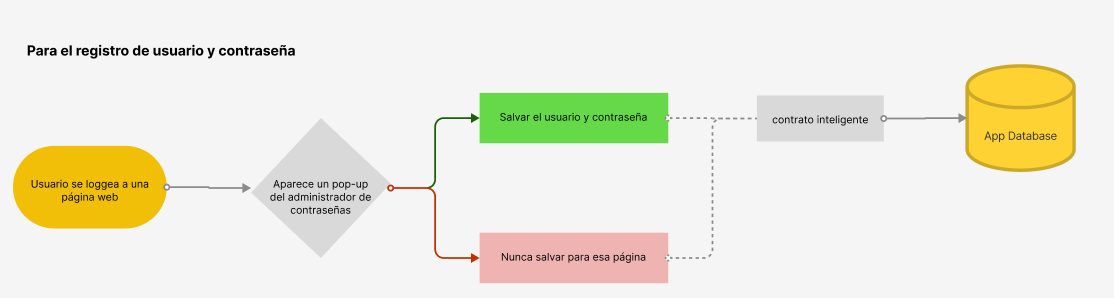 Para el registro de usuario y contraseña
Usuario se loggea a una
página web
Aparece un pop-up
del administrador de
contraseñas
Salvar el usuario y contraseña
Nunca salvar para esa página
contrato inteligente
App Database